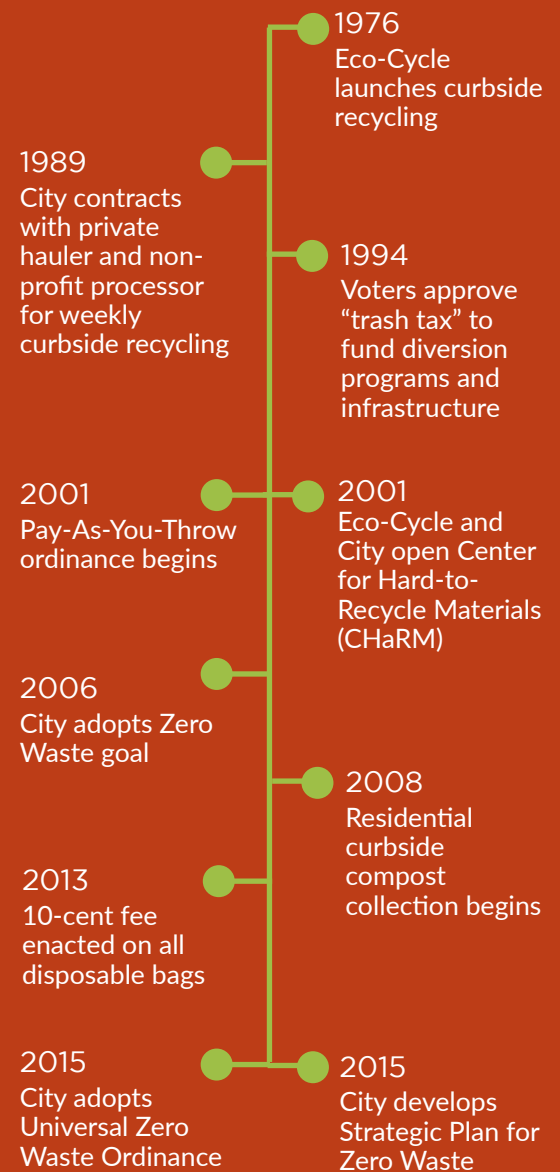 1976
Eco-Cycle
launches curbside
recycling
1989
City contracts
with private
hauler and non-
profit processor
for weekly
curbside recycling
1994
Voters approve
“trash tax” to
fund diversion
programs and
infrastructure
2001
Pay-As-You-Throw
ordinance begins
2001
Eco-Cycle and
City open Center
for Hard-to-
Recycle Materials
(CHaRM)
2006
City adopts Zero
Waste goal
2008
Residential
curbside
compost
collection begins
2013
10-cent fee
enacted on all
disposable bags
2015
City adopts
Universal Zero
Waste Ordinance
2015
City develops
Strategic Plan for
Zero Waste